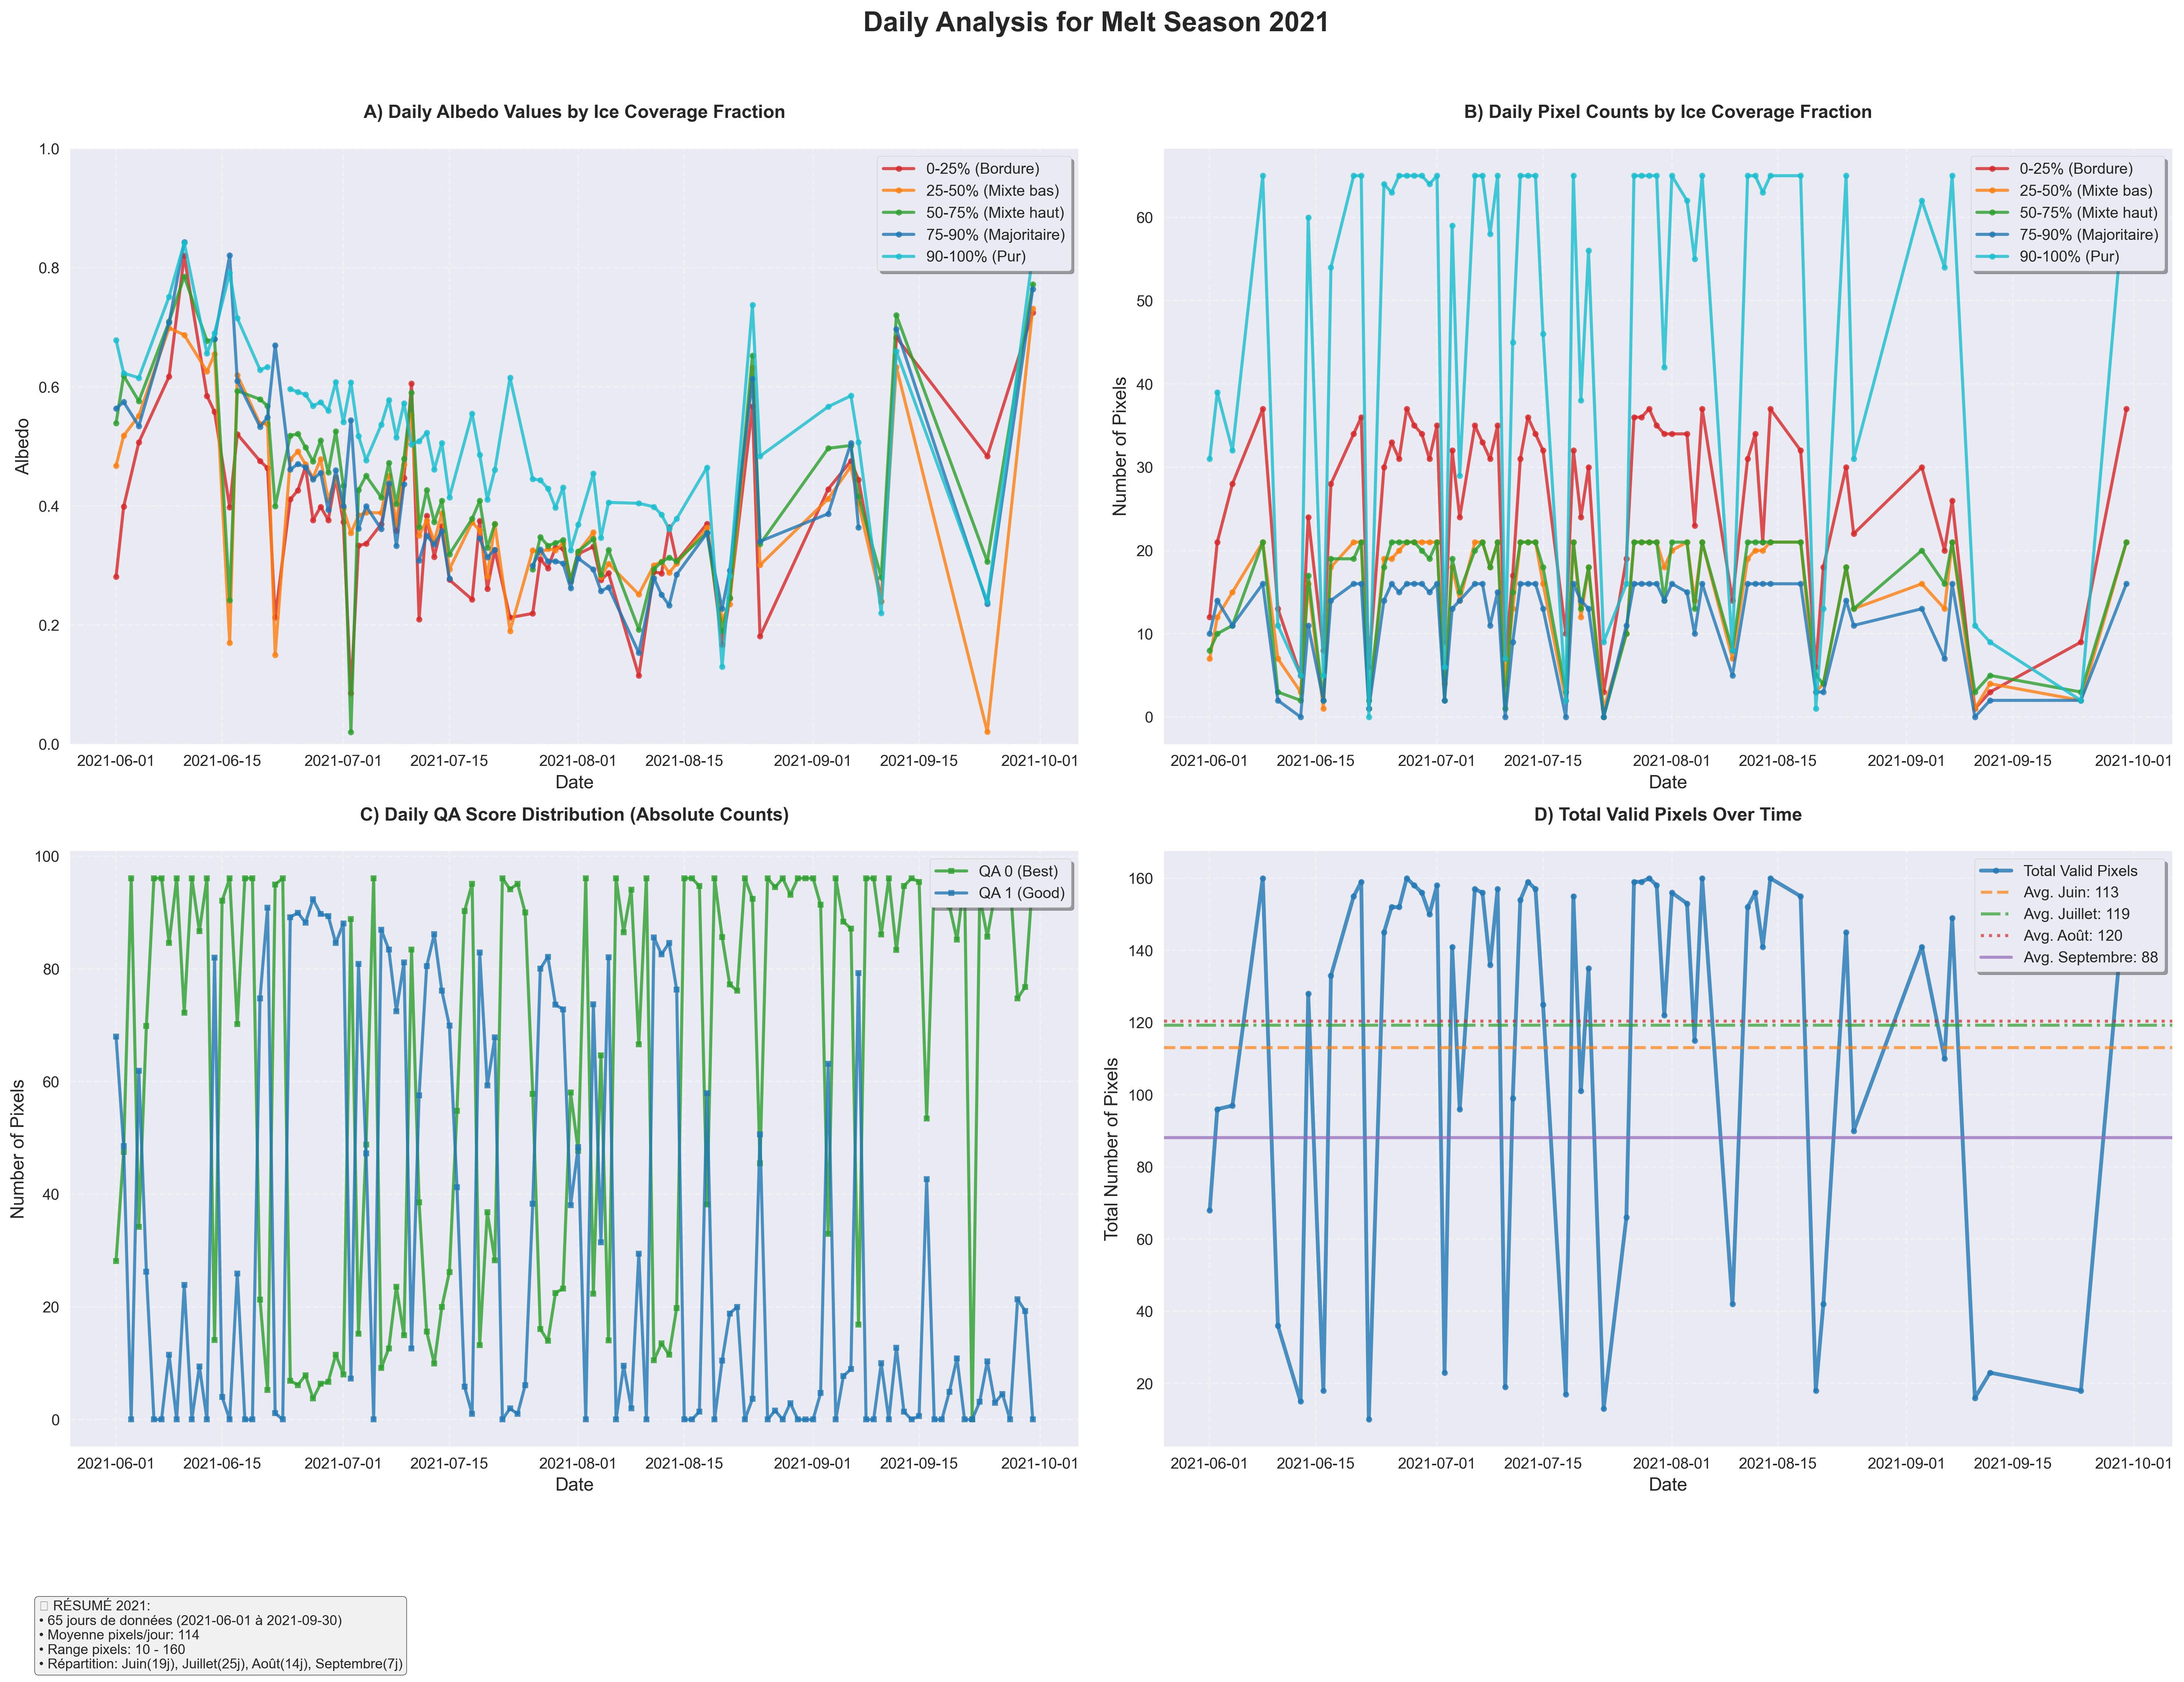 Daily Analysis for Melt Season 2021
A) Daily Albedo Values by Ice Coverage Fraction
1.0
0.8
0.6
0.4
0.2
0.0
Albedo
0-25% (Bordure)
25-50% (Mixte bas)
50-75% (Mixte haut)
75-90% (Majoritaire)
90-100% (Pur)
2021-06-01
2021-06-15
2021-07-01
2021-07-15
2021-08-01
2021-08-15
2021-09-01
2021-09-15
2021-10-01
Date
B) Daily Pixel Counts by Ice Coverage Fraction
60
50
40
30
20
10
0
Number of Pixels
0-25% (Bordure)
25-50% (Mixte bas)
50-75% (Mixte haut)
75-90% (Majoritaire)
90-100% (Pur)
2021-06-01
2021-06-15
2021-07-01
2021-07-15
2021-08-01
2021-08-15
2021-09-01
2021-09-15
2021-10-01
Date
C) Daily QA Score Distribution (Absolute Counts)
100
80
60
40
20
0
Number of Pixels
QA 0 (Best)
QA 1 (Good)
2021-06-01
2021-06-15
2021-07-01
2021-07-15
2021-08-01
2021-08-15
2021-09-01
2021-09-15
2021-10-01
Date
D) Total Valid Pixels Over Time
160
140
120
100
80
60
40
20
Total Number of Pixels
Total Valid Pixels
Avg. Juin: 113
Avg. Juillet: 119
Avg. Août: 120
Avg. Septembre: 88
2021-06-01
2021-06-15
2021-07-01
2021-07-15
2021-08-01
2021-08-15
2021-09-01
2021-09-15
2021-10-01
Date
RÉSUMÉ 2021:
• 65 jours de données (2021-06-01 à 2021-09-30)
• Moyenne pixels/jour: 114
• Range pixels: 10 - 160
• Répartition: Juin(19j), Juillet(25j), Août(14j), Septembre(7j)